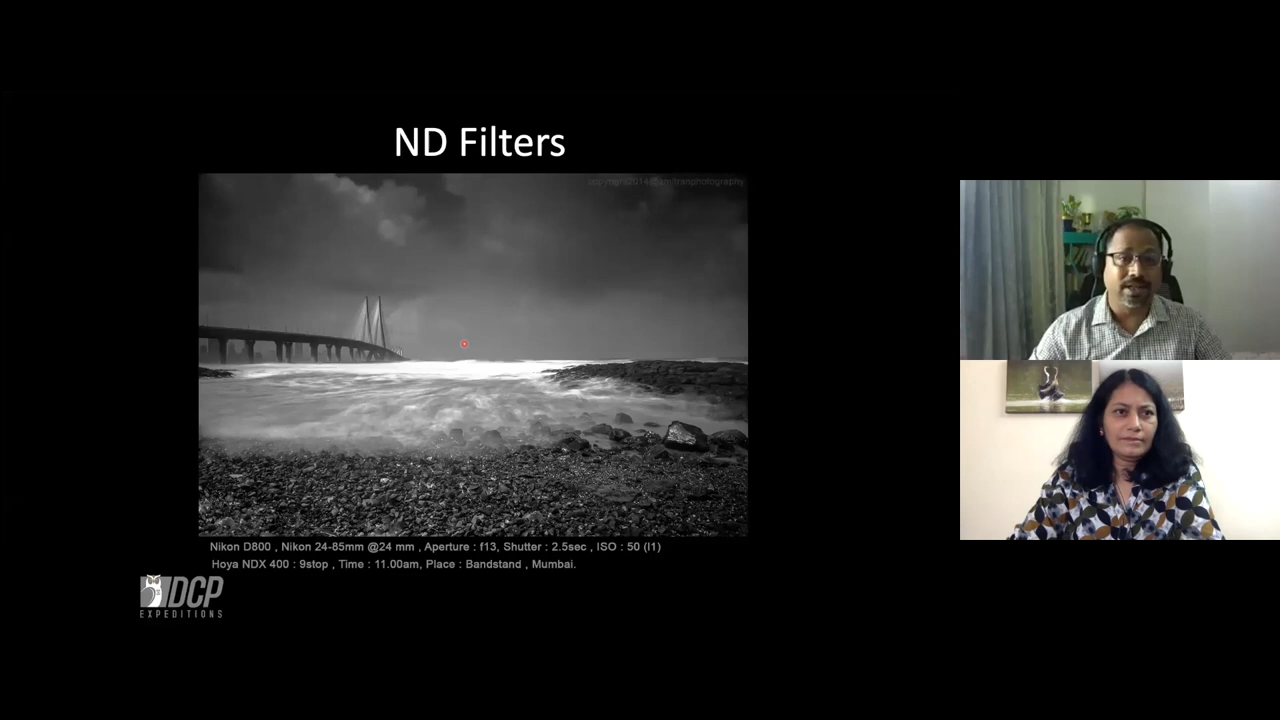 ND Filters
Nikon D800 , Nikon 24-85mm @24 mm , Aperture : f13, Shutter : 2.5sec , ISO : 50 (l1)
Hoya NDX 400 : 9stop , Time : 11.00am, Place : Bandstand , Mumbai.
DCP
EXPEDITIONS